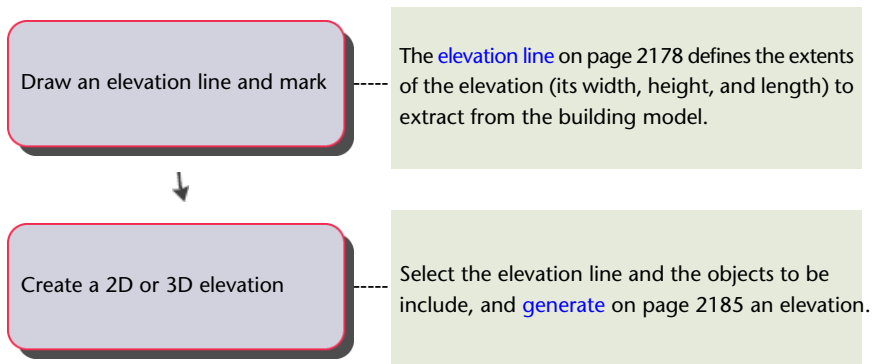 Draw an elevation line and mark
The elevation line on page 2178 defines the extents
of the elevation (its width, height, and length) to
extract from the building model.
Create a 2D or 3D elevation
Select the elevation line and the objects to be
include, and generate on page 2185 an elevation.